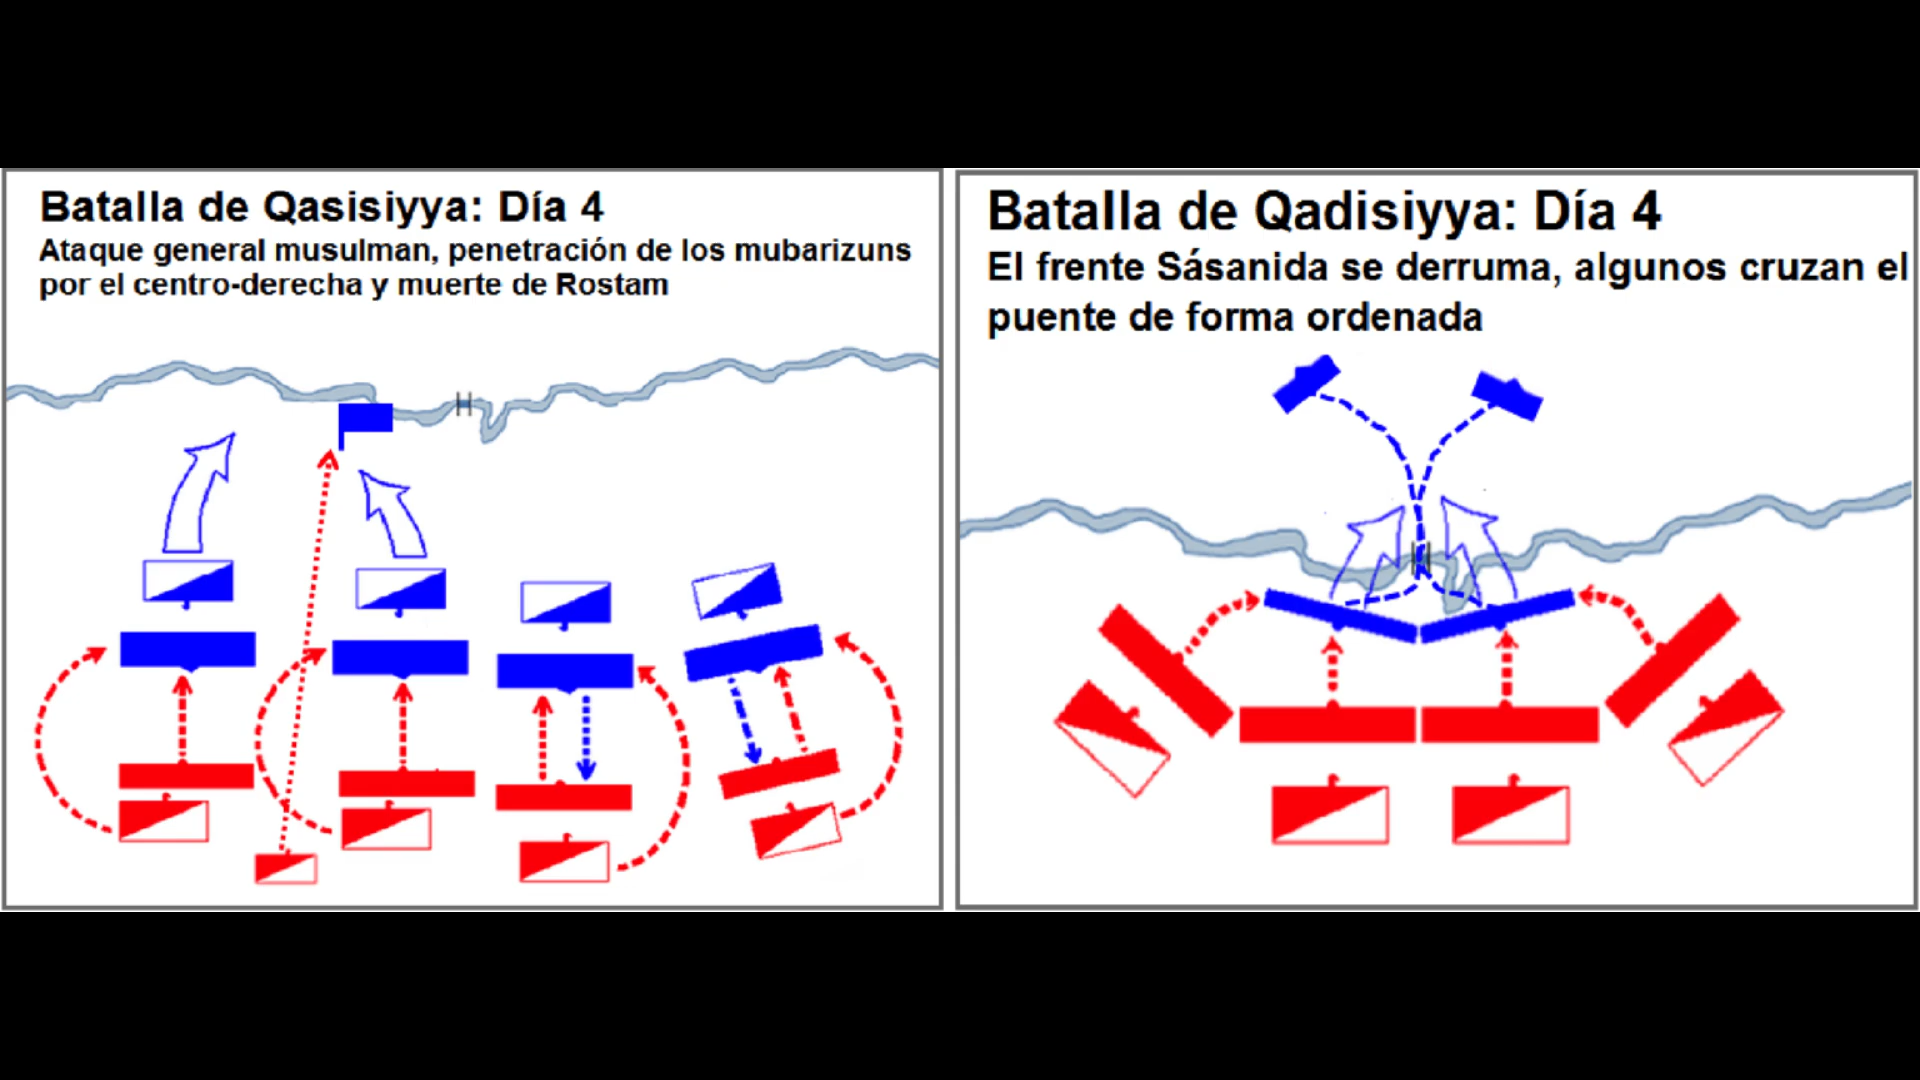 Batalla de Qasisiyya: Día 4
Ataque general musulman, penetración de los mubarizuns
por el centro-derecha y muerte de Rostam
Batalla de Qadisiyya: Día 4
El frente Sásanida se derruma, algunos cruzan el
puente de forma ordenada